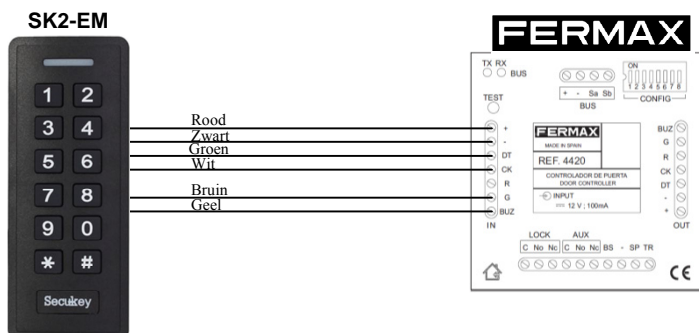 SK2-EM
1 2
3 4
5 6
7 8
9 0
* #
Secukey
Rood
Zwart
Groen
Wit
Bruin
Geel
FERMAX
TX RX
BUS
TEST
+ - Sa Sb
BUS
ON
1 2 3 4 5 6 7 8
CONFIG
+
-
DT
CK
R
G
BUZ
IN
FERMAX
MADE IN SPAIN
REF. 4420
CONTROLADOR DE PUERTA
DOOR CONTROLLER
INPUT
12 V ; 100mA
BUZ
G
R
CK
DT
-
+
OUT
LOCK AUX
C No Nc C No Nc BS - SP TR
CE